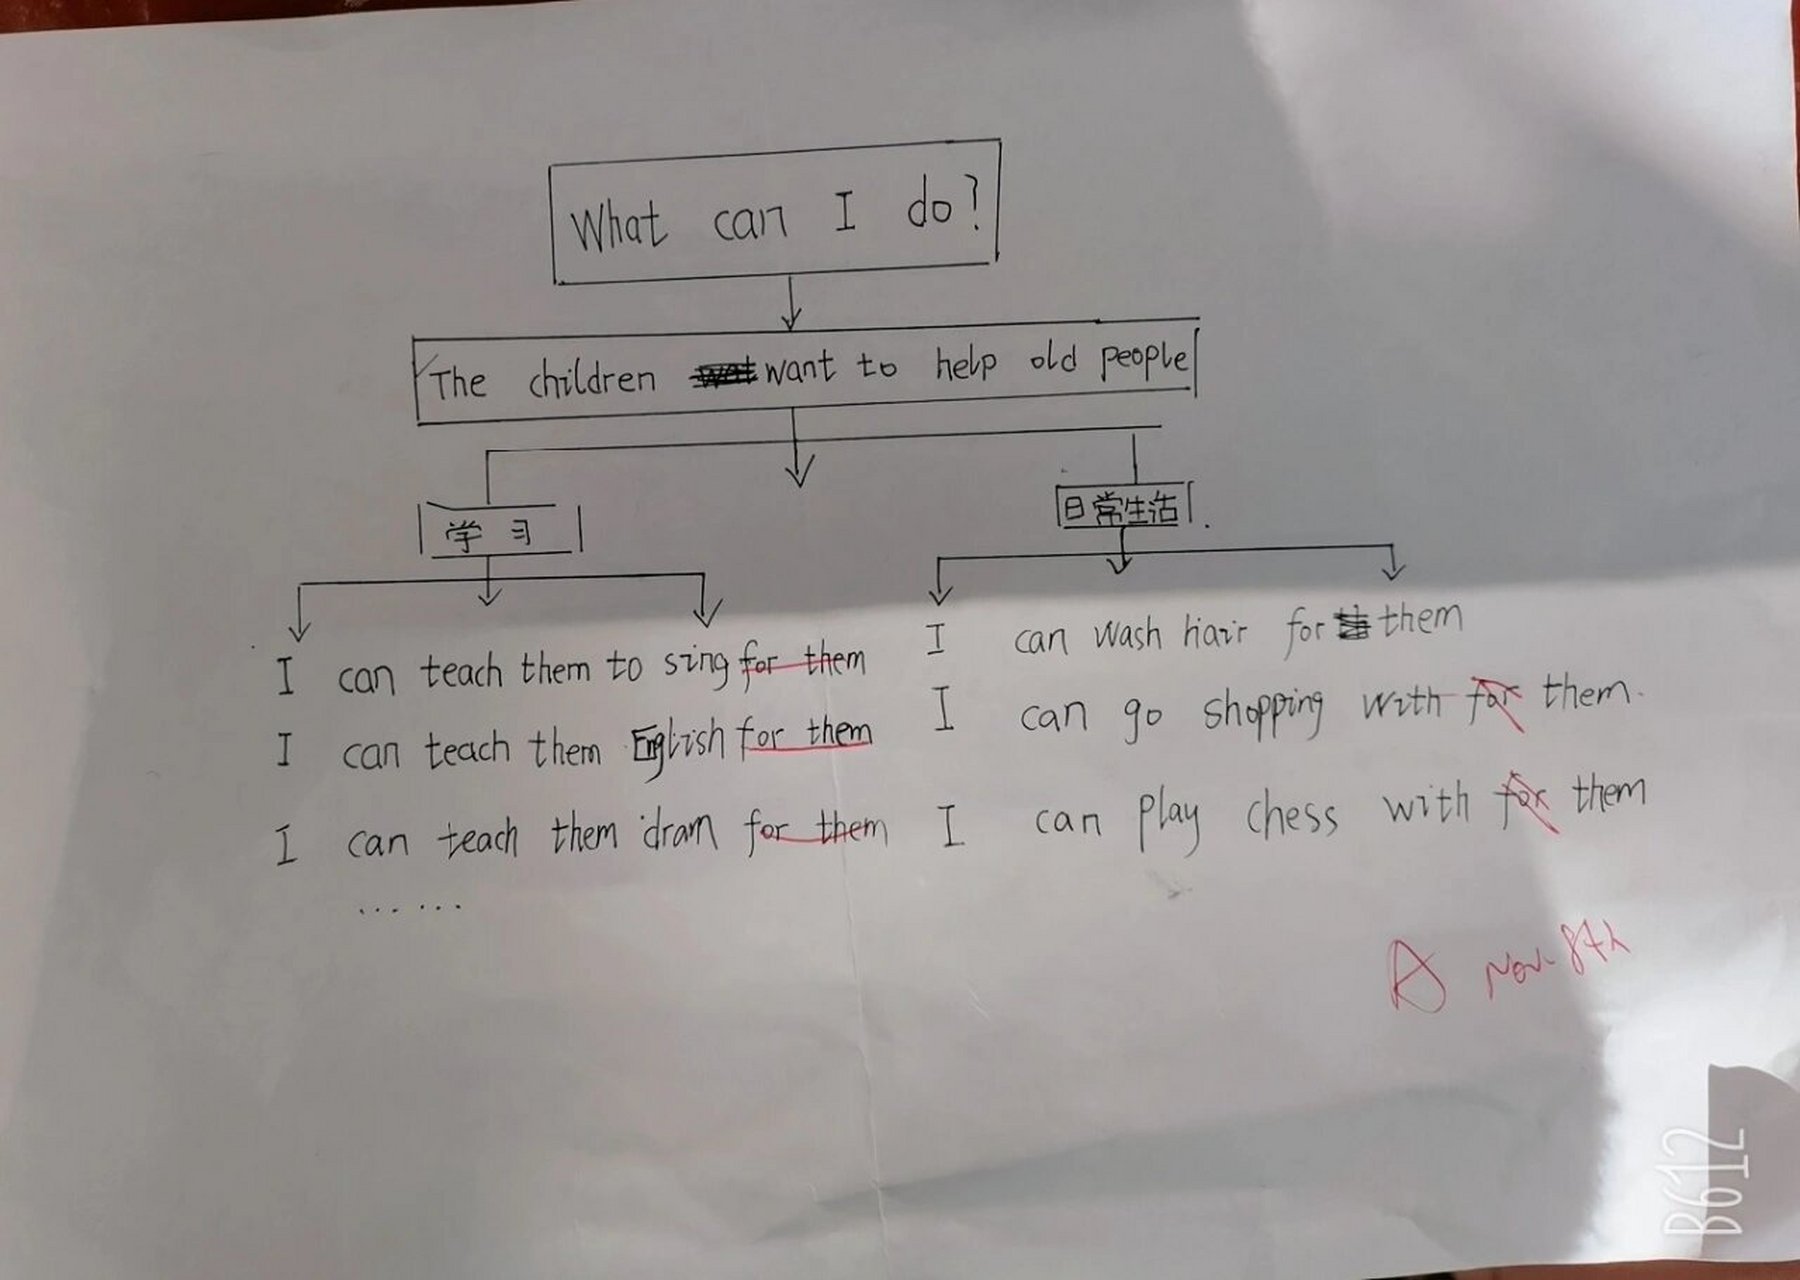 What can I do?
The children want to help old people
学习
日常生活.
I can teach them to sing for them
I can teach them English for them
I can teach them dram for them
......
I can wash hair for them
I can go shopping with for them.
I can play chess with for them
A Nov. 8th
B612